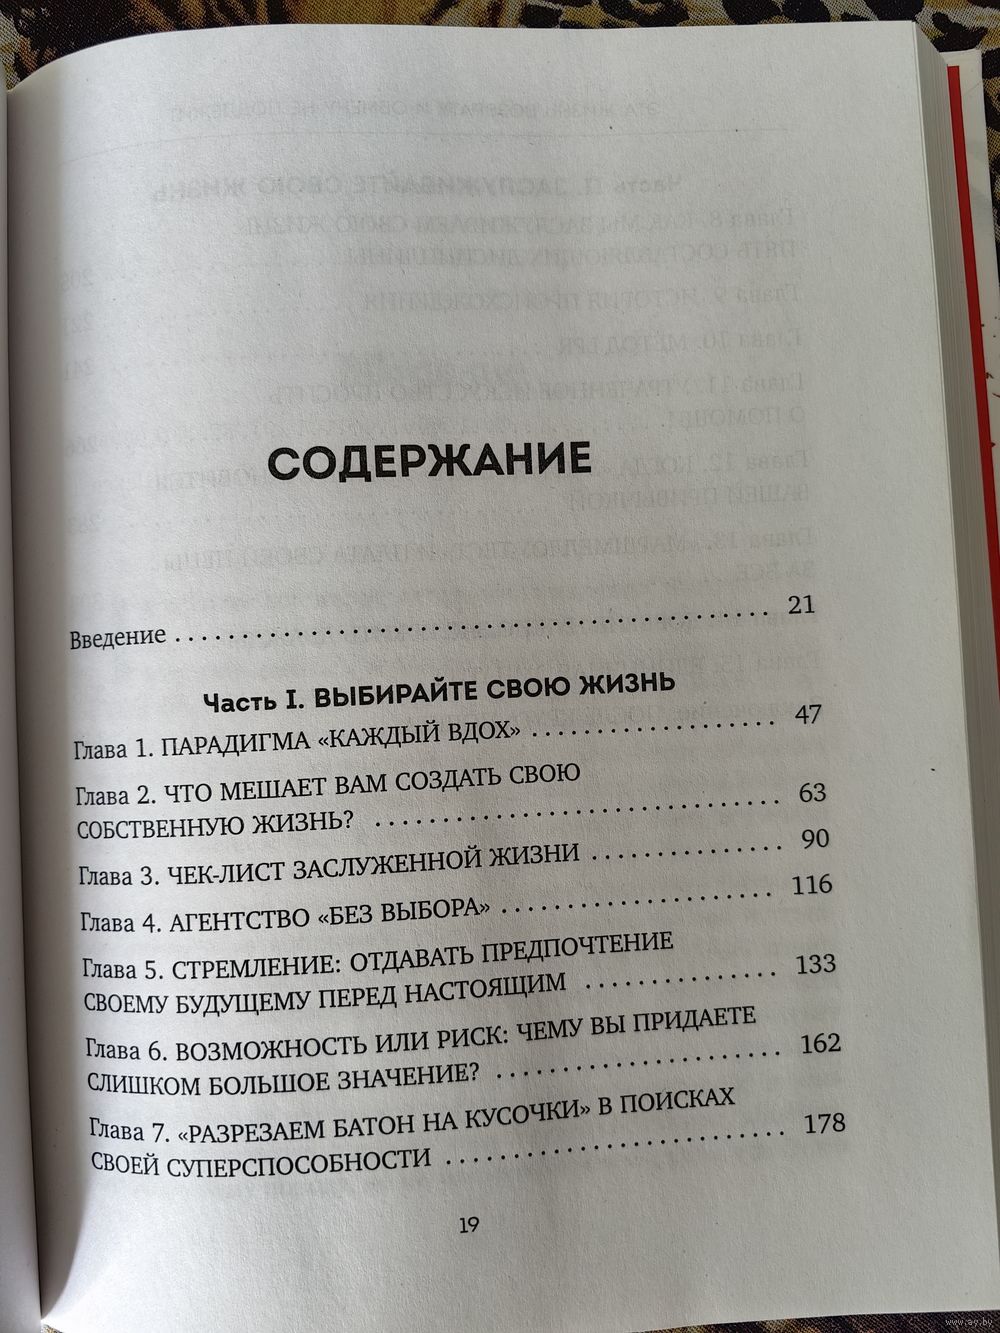 СОДЕРЖАНИЕ
Введение . . . . . . . . . . . . . . . . . . . . . . . . . . . . . . . . . . . . . . . . . . . . 21
Часть I. ВЫБИРАЙТЕ СВОЮ ЖИЗНЬ
Глава 1. ПАРАДИГМА «КАЖДЫЙ ВДОХ» . . . . . . . . . . . . . . . . . . 47
Глава 2. ЧТО МЕШАЕТ ВАМ СОЗДАТЬ СВОЮ
СОБСТВЕННУЮ ЖИЗНЬ? . . . . . . . . . . . . . . . . . . . . . . . . . . . . . . 63
Глава 3. ЧЕК-ЛИСТ ЗАСЛУЖЕННОЙ ЖИЗНИ . . . . . . . . . . . . . . 90
Глава 4. АГЕНТСТВО «БЕЗ ВЫБОРА» . . . . . . . . . . . . . . . . . . . . 116
Глава 5. СТРЕМЛЕНИЕ: ОТДАВАТЬ ПРЕДПОЧТЕНИЕ
СВОЕМУ БУДУЩЕМУ ПЕРЕД НАСТОЯЩИМ . . . . . . . . . . . . . . 133
Глава 6. ВОЗМОЖНОСТЬ ИЛИ РИСК: ЧЕМУ ВЫ ПРИДАЕТЕ
СЛИШКОМ БОЛЬШОЕ ЗНАЧЕНИЕ? . . . . . . . . . . . . . . . . . . . . . 162
Глава 7. «РАЗРЕЗАЕМ БАТОН НА КУСОЧКИ» В ПОИСКАХ
СВОЕЙ СУПЕРСПОСОБНОСТИ . . . . . . . . . . . . . . . . . . . . . . . . . 178
19
www.ay.by